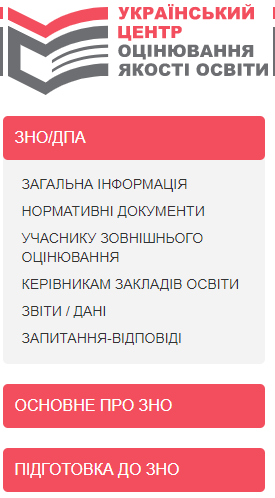 УКРАЇНСЬКИЙ
ЦЕНТР
ОЦІНЮВАННЯ
ЯКОСТІ ОСВІТИ
ЗНО/ДПА
ЗАГАЛЬНА ІНФОРМАЦІЯ
НОРМАТИВНІ ДОКУМЕНТИ
УЧАСНИКУ ЗОВНІШНЬОГО
ОЦІНЮВАННЯ
КЕРІВНИКАМ ЗАКЛАДІВ ОСВІТИ
ЗВІТИ / ДАНІ
ЗАПИТАННЯ-ВІДПОВІДІ
ОСНОВНЕ ПРО ЗНО
ПІДГОТОВКА ДО ЗНО